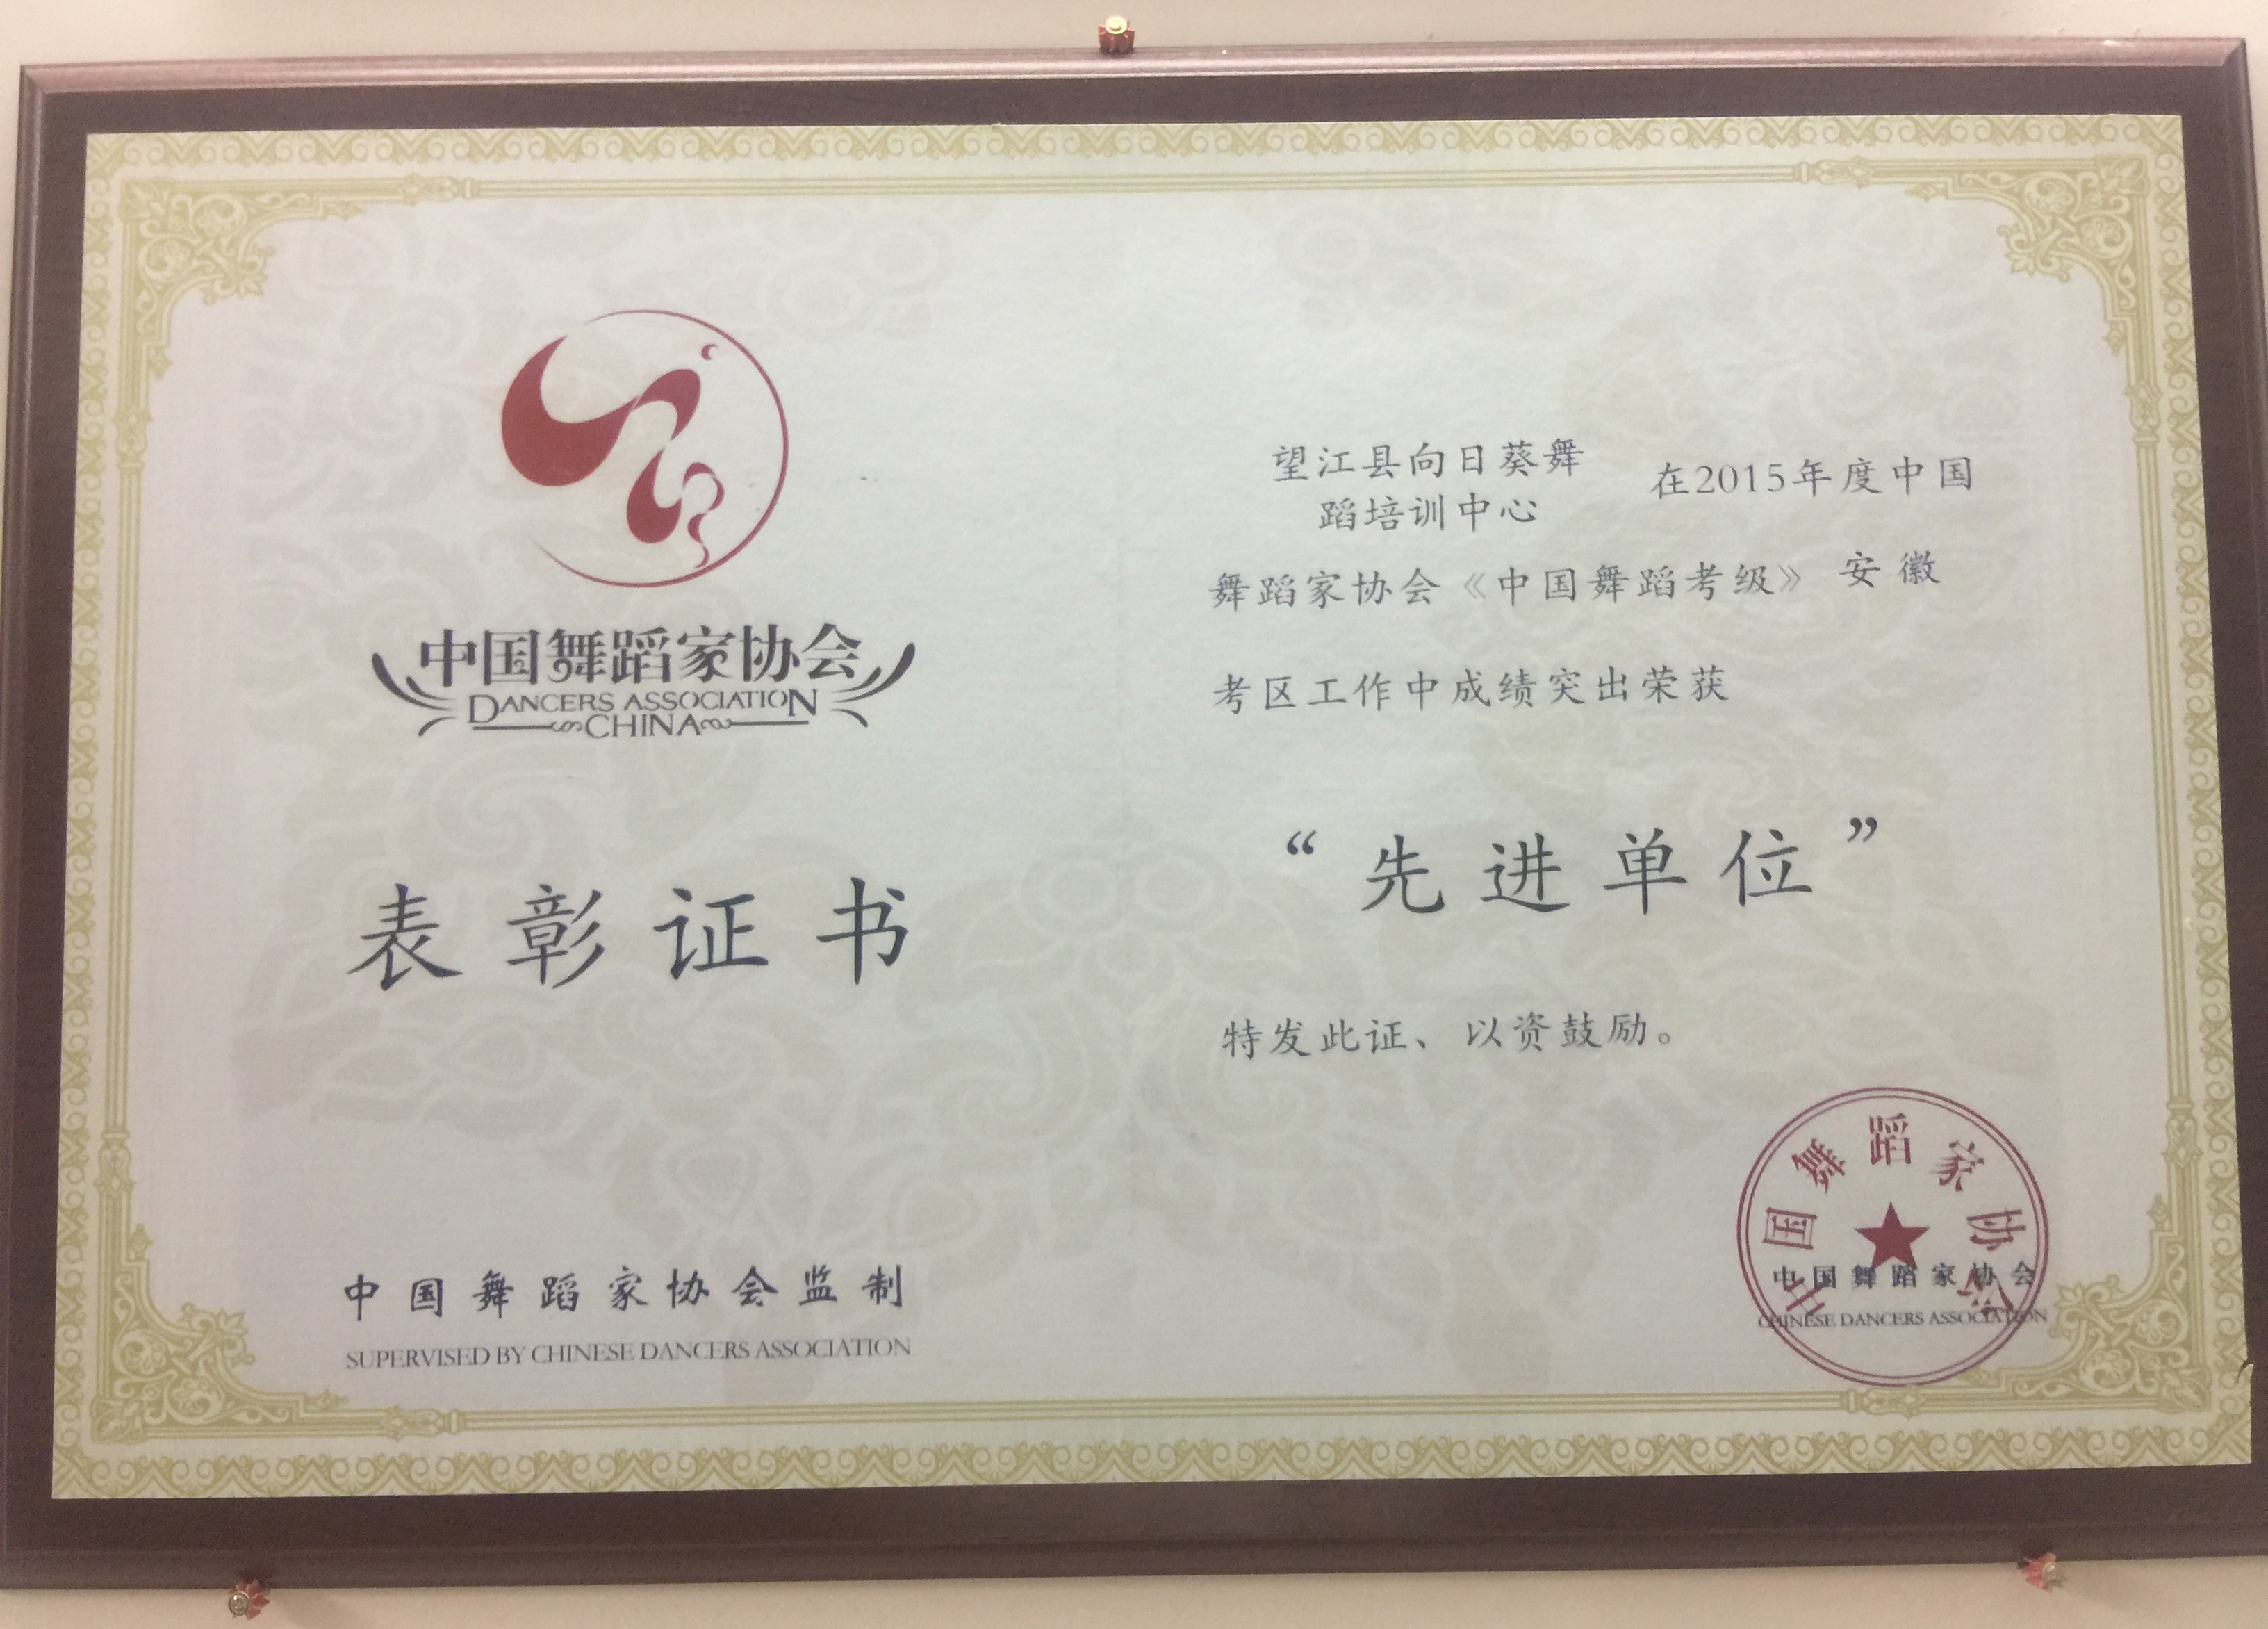 中国舞蹈家协会
DANCERS ASSOCIATION
CHINA
表彰证书
中国舞蹈家协会监制
SUPERVISED BY CHINESE DANCERS ASSOCIATION
望江县向日葵舞
蹈培训中心
在2015年度中国
舞蹈家协会《中国舞蹈考级》安徽
考区工作中成绩突出荣获
“先进单位”
特发此证、以资鼓励。
中国舞蹈家协会
中国舞蹈家协会
CHINESE DANCERS ASSOCIATION